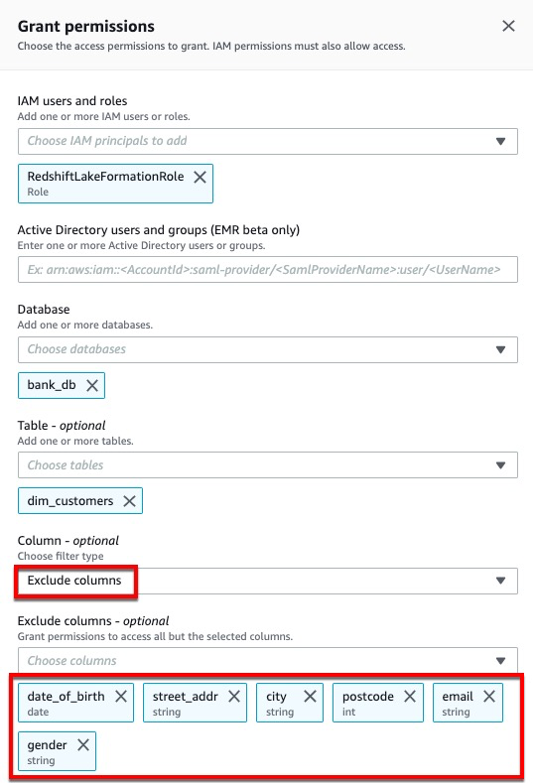 Grant permissions
Choose the access permissions to grant. IAM permissions must also allow access.
IAM users and roles
Add one or more IAM users or roles.
Choose IAM principals to add
RedshiftLakeFormationRole
Role
Active Directory users and groups (EMR beta only)
Enter one or more Active Directory users or groups.
Ex: arn:aws:iam::<AccountId>:saml-provider/<SamlProviderName>:user/<UserName>
Database
Add one or more databases.
Choose databases
bank_db
Table - optional
Add one or more tables.
Choose tables
dim_customers
Column - optional
Choose filter type
Exclude columns
Exclude columns - optional
Grant permissions to access all but the selected columns.
Choose columns
date_of_birth street_addr city postcode email
date string string int string
gender
string